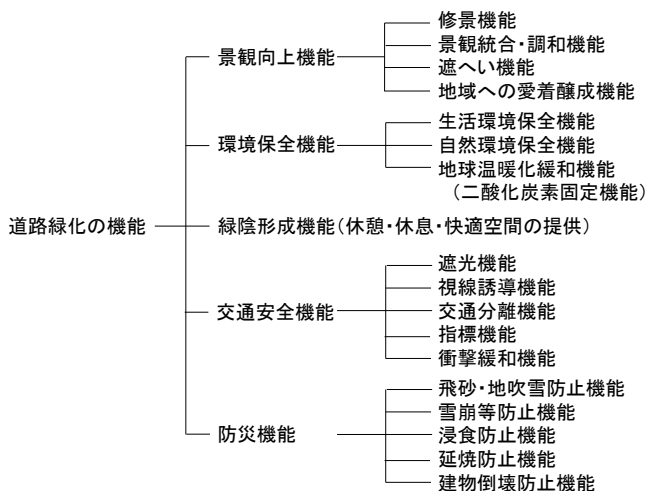 道路緑化の機能
景観向上機能
修景機能
景観統合・調和機能
遮へい機能
地域への愛着醸成機能
環境保全機能
生活環境保全機能
自然環境保全機能
地球温暖化緩和機能
（二酸化炭素固定機能）
緑陰形成機能（休憩・休息・快適空間の提供）
交通安全機能
遮光機能
視線誘導機能
交通分離機能
指標機能
衝撃緩和機能
防災機能
飛砂・地吹雪防止機能
雪崩等防止機能
浸食防止機能
延焼防止機能
建物倒壊防止機能